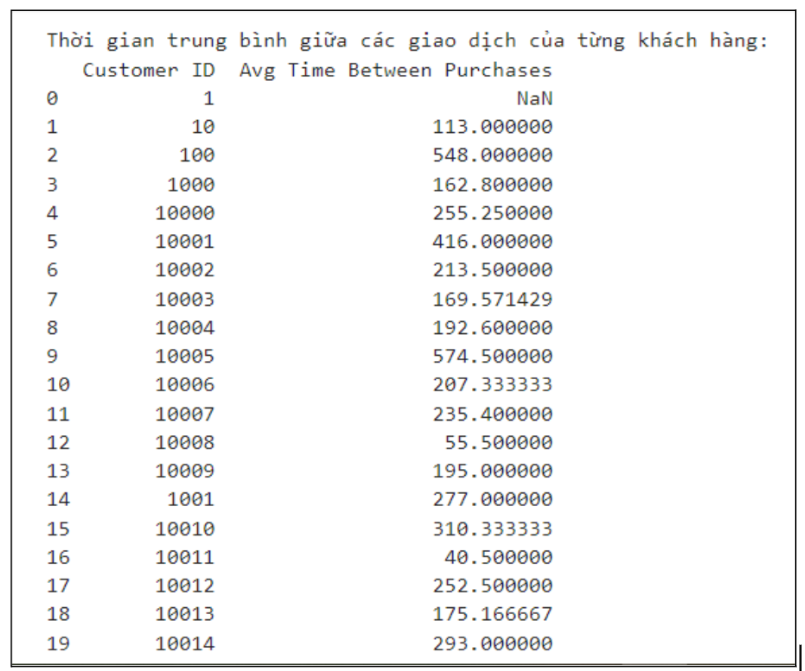 Thời gian trung bình giữa các giao dịch của từng khách hàng:
Customer ID Avg Time Between Purchases
0 1 NaN
1 10 113.000000
2 100 548.000000
3 1000 162.800000
4 10000 255.250000
5 10001 416.000000
6 10002 213.500000
7 10003 169.571429
8 10004 192.600000
9 10005 574.500000
10 10006 207.333333
11 10007 235.400000
12 10008 55.500000
13 10009 195.000000
14 1001 277.000000
15 10010 310.333333
16 10011 40.500000
17 10012 252.500000
18 10013 175.166667
19 10014 293.000000